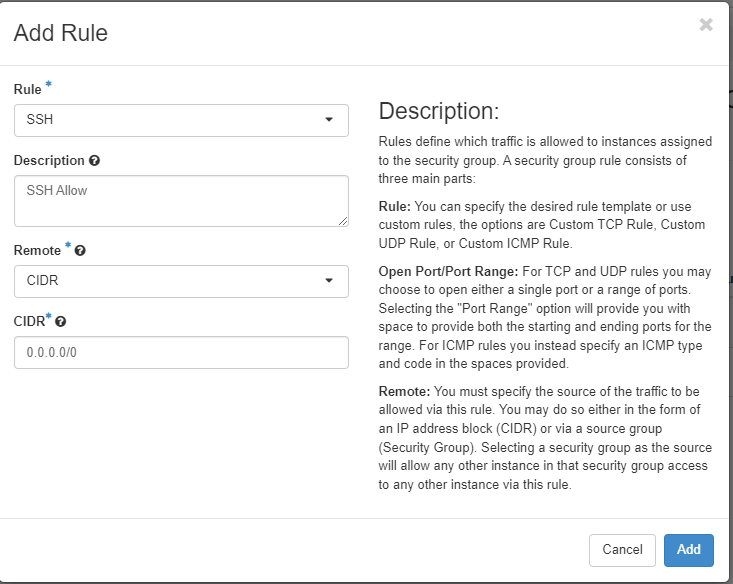 Add Rule
×
Rule *
SSH
Description ?
SSH Allow
Remote * ?
CIDR
CIDR* ?
0.0.0.0/0
Description:
Rules define which traffic is allowed to instances assigned
to the security group. A security group rule consists of
three main parts:
Rule: You can specify the desired rule template or use
custom rules, the options are Custom TCP Rule, Custom
UDP Rule, or Custom ICMP Rule.
Open Port/Port Range: For TCP and UDP rules you may
choose to open either a single port or a range of ports.
Selecting the "Port Range" option will provide you with
space to provide both the starting and ending ports for the
range. For ICMP rules you instead specify an ICMP type
and code in the spaces provided.
Remote: You must specify the source of the traffic to be
allowed via this rule. You may do so either in the form of
an IP address block (CIDR) or via a source group
(Security Group). Selecting a security group as the source
will allow any other instance in that security group access
to any other instance via this rule.
Cancel
Add